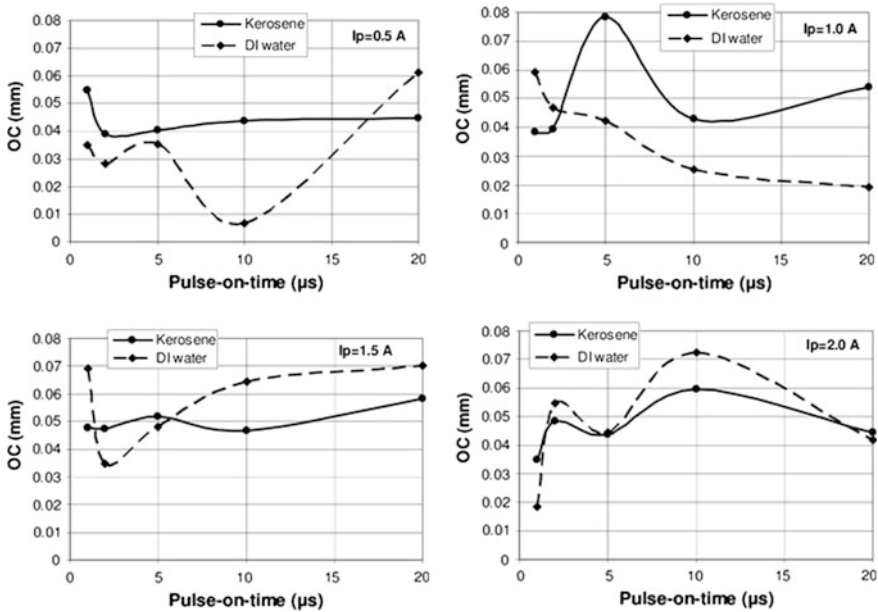 0.08
0.07
0.06
0.05
0.04
0.03
0.02
0.01
0
OC (mm)
Kerosene
DI water
Ip=0.5 A
0 5 10 15 20
Pulse-on-time (µs)
0.08
0.07
0.06
0.05
0.04
0.03
0.02
0.01
0
OC (mm)
Kerosene
DI water
Ip=1.0 A
0 5 10 15 20
Pulse-on-time (µs)
0.08
0.07
0.06
0.05
0.04
0.03
0.02
0.01
0
OC (mm)
Kerosene
DI water
Ip=1.5 A
0 5 10 15 20
Pulse-on-time (µs)
0.08
0.07
0.06
0.05
0.04
0.03
0.02
0.01
0
OC (mm)
Kerosene
DI water
Ip=2.0 A
0 5 10 15 20
Pulse-on-time (µs)